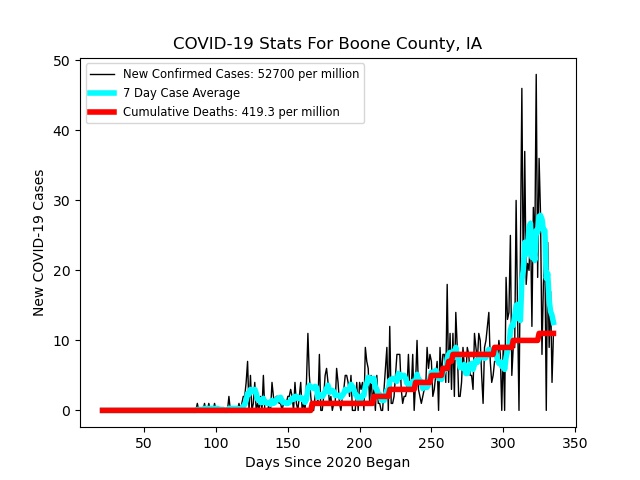 COVID-19 Stats For Boone County, IA
New Confirmed Cases: 52700 per million
7 Day Case Average
Cumulative Deaths: 419.3 per million
New COVID-19 Cases
50
40
30
20
10
0
50 100 150 200 250 300 350
Days Since 2020 Began